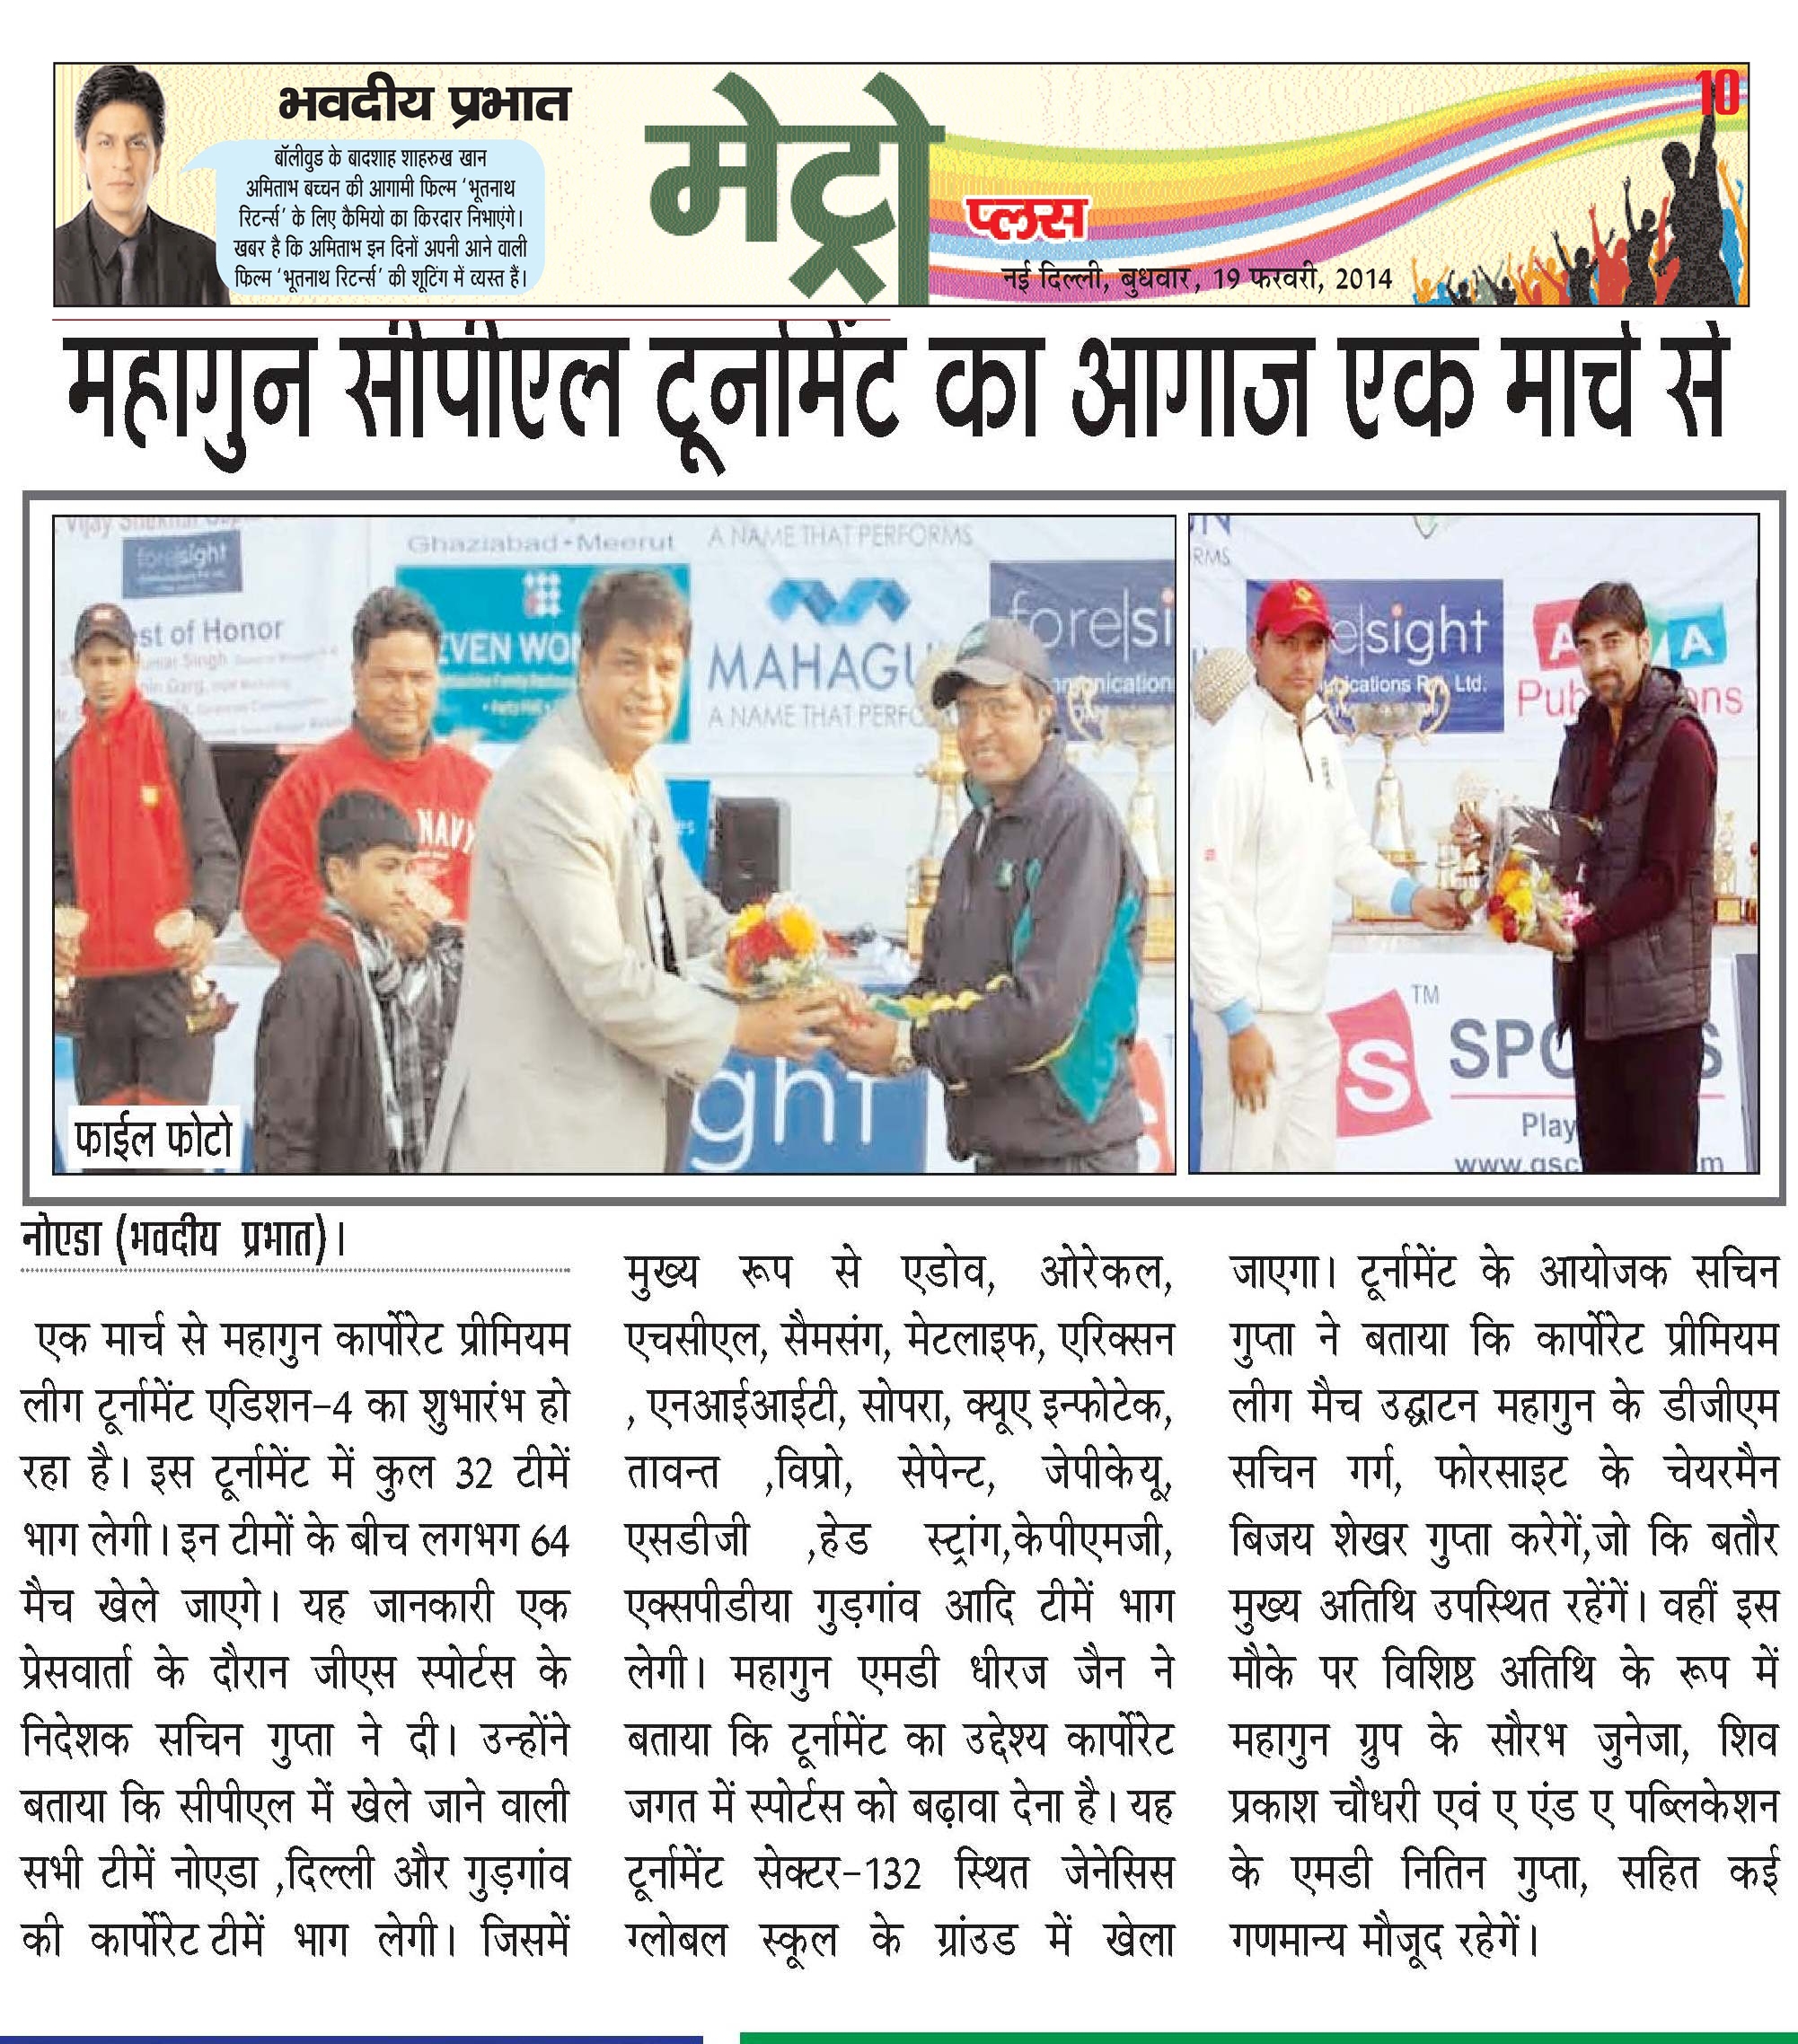 भवदीय प्रभात
बॉलीवुड के बादशाह शाहरुख खान
अमिताभ बच्चन की आगामी फिल्म 'भूतनाथ
रिटर्न्स' के लिए कैमियो का किरदार निभाएंगे।
खबर है कि अमिताभ इन दिनों अपनी आने वाली
फिल्म 'भूतनाथ रिटर्न्स' की शूटिंग में व्यस्त हैं।
मेट्रो
प्लस
10
नई दिल्ली, बुधवार, 19 फरवरी, 2014
महागुन सीपीएल टूर्नामेंट का आगाज एक मार्च से
Vijay Shekhar
foresight
Ghaziabad • Meerut
A NAME THAT PERFORMS
est of Honor
EVEN WO
MAHAGU
A NAME THAT PERFO
fore|si
NAVY
ght
फाईल फोटो
RMS
e|sight
ications Pvt. Ltd.
A A
Pub ns
TM
S SPO S
Play
www.gsc m
नोएडा (भवदीय प्रभात)।
एक मार्च से महागुन कार्पोरेट प्रीमियम
लीग टूर्नामेंट एडिशन-4 का शुभारंभ हो
रहा है। इस टूर्नामेंट में कुल 32 टीमें
भाग लेगी। इन टीमों के बीच लगभग 64
मैच खेले जाएगे। यह जानकारी एक
प्रेसवार्ता के दौरान जीएस स्पोर्टस के
निदेशक सचिन गुप्ता ने दी। उन्होंने
बताया कि सीपीएल में खेले जाने वाली
सभी टीमें नोएडा ,दिल्ली और गुड़गांव
की कार्पोरेट टीमें भाग लेगी। जिसमें
मुख्य रूप से एडोव, ओरेकल,
एचसीएल, सैमसंग, मेटलाइफ, एरिक्सन
, एनआईआईटी, सोपरा, क्यूए इन्फोटेक,
तावन्त ,विप्रो, सेपेन्ट, जेपीकेयू,
एसडीजी ,हेड स्ट्रांग,केपीएमजी,
एक्सपीडीया गुड़गांव आदि टीमें भाग
लेगी। महागुन एमडी धीरज जैन ने
बताया कि टूर्नामेंट का उद्देश्य कार्पोरेट
जगत में स्पोर्टस को बढ़ावा देना है। यह
टूर्नामेंट सेक्टर-132 स्थित जेनेसिस
ग्लोबल स्कूल के ग्रांउड में खेला
जाएगा। टूर्नामेंट के आयोजक सचिन
गुप्ता ने बताया कि कार्पोरेट प्रीमियम
लीग मैच उद्घाटन महागुन के डीजीएम
सचिन गर्ग, फोरसाइट के चेयरमैन
बिजय शेखर गुप्ता करेगें,जो कि बतौर
मुख्य अतिथि उपस्थित रहेंगें। वहीं इस
मौके पर विशिष्ठ अतिथि के रूप में
महागुन ग्रुप के सौरभ जुनेजा, शिव
प्रकाश चौधरी एवं ए एंड ए पब्लिकेशन
के एमडी नितिन गुप्ता, सहित कई
गणमान्य मौजूद रहेगें।